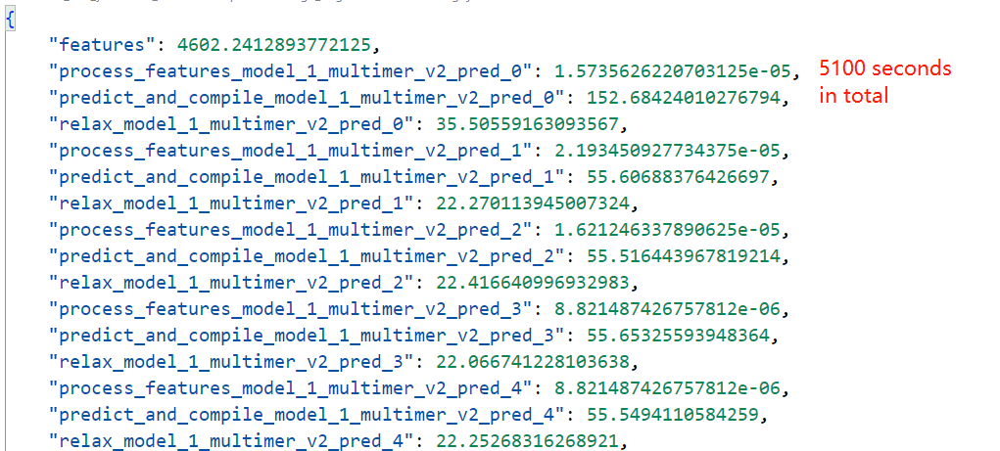 {
"features": 4602.2412893772125,
"process_features_model_1_multimer_v2_pred_0": 1.5735626220703125e-05,
5100 seconds
"predict_and_compile_model_1_multimer_v2_pred_0": 152.68424010276794,
in total
"relax_model_1_multimer_v2_pred_0": 35.50559163093567,
"process_features_model_1_multimer_v2_pred_1": 2.193450927734375e-05,
"predict_and_compile_model_1_multimer_v2_pred_1": 55.60688376426697,
"relax_model_1_multimer_v2_pred_1": 22.270113945007324,
"process_features_model_1_multimer_v2_pred_2": 1.621246337890625e-05,
"predict_and_compile_model_1_multimer_v2_pred_2": 55.516443967819214,
"relax_model_1_multimer_v2_pred_2": 22.416640996932983,
"process_features_model_1_multimer_v2_pred_3": 8.821487426757812e-06,
"predict_and_compile_model_1_multimer_v2_pred_3": 55.65325593948364,
"relax_model_1_multimer_v2_pred_3": 22.066741228103638,
"process_features_model_1_multimer_v2_pred_4": 8.821487426757812e-06,
"predict_and_compile_model_1_multimer_v2_pred_4": 55.5494110584259,
"relax_model_1_multimer_v2_pred_4": 22.25268316268921,